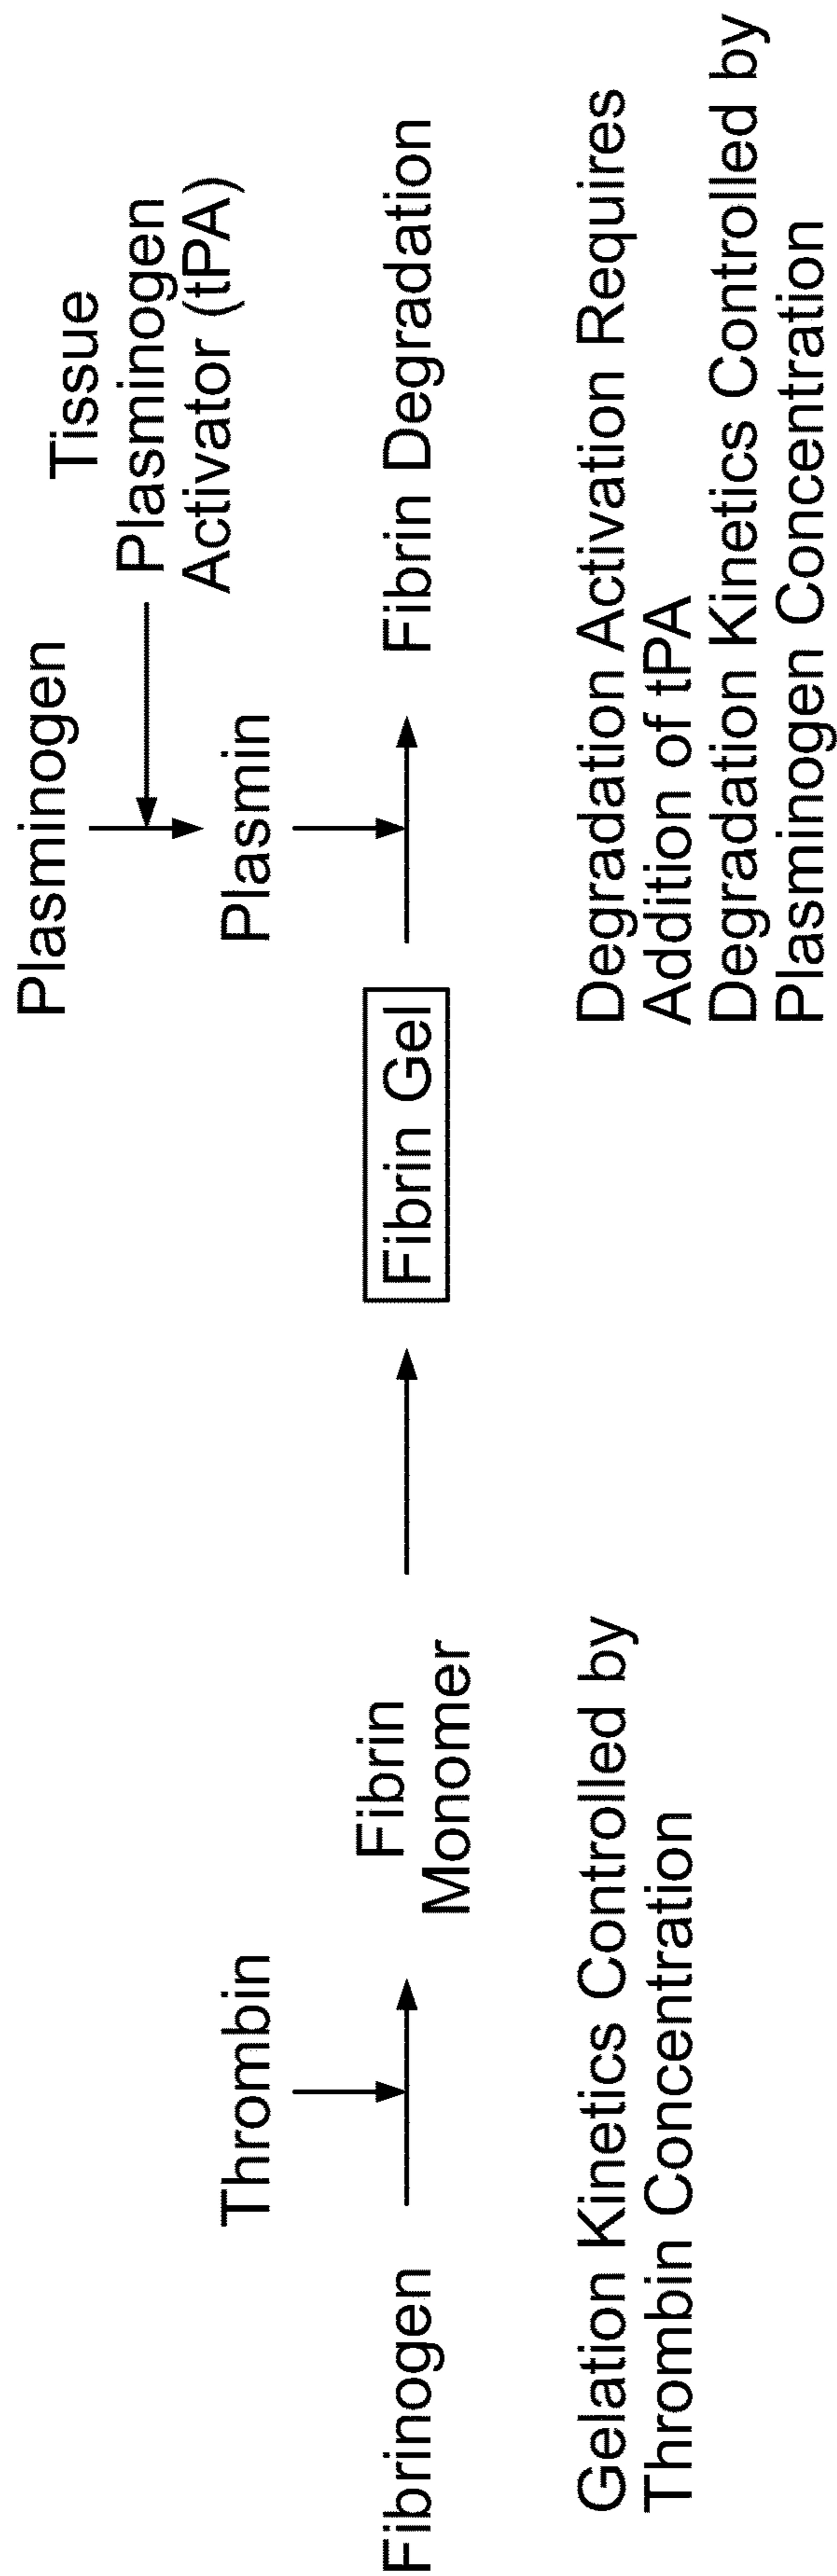 Plasminogen
Tissue
Plasminogen
Activator (tPA)
Thrombin
Plasmin
Fibrinogen
Fibrin
Monomer
Fibrin Gel
Fibrin Degradation
Gelation Kinetics Controlled by
Thrombin Concentration
Degradation Activation Requires
Addition of tPA
Degradation Kinetics Controlled by
Plasminogen Concentration